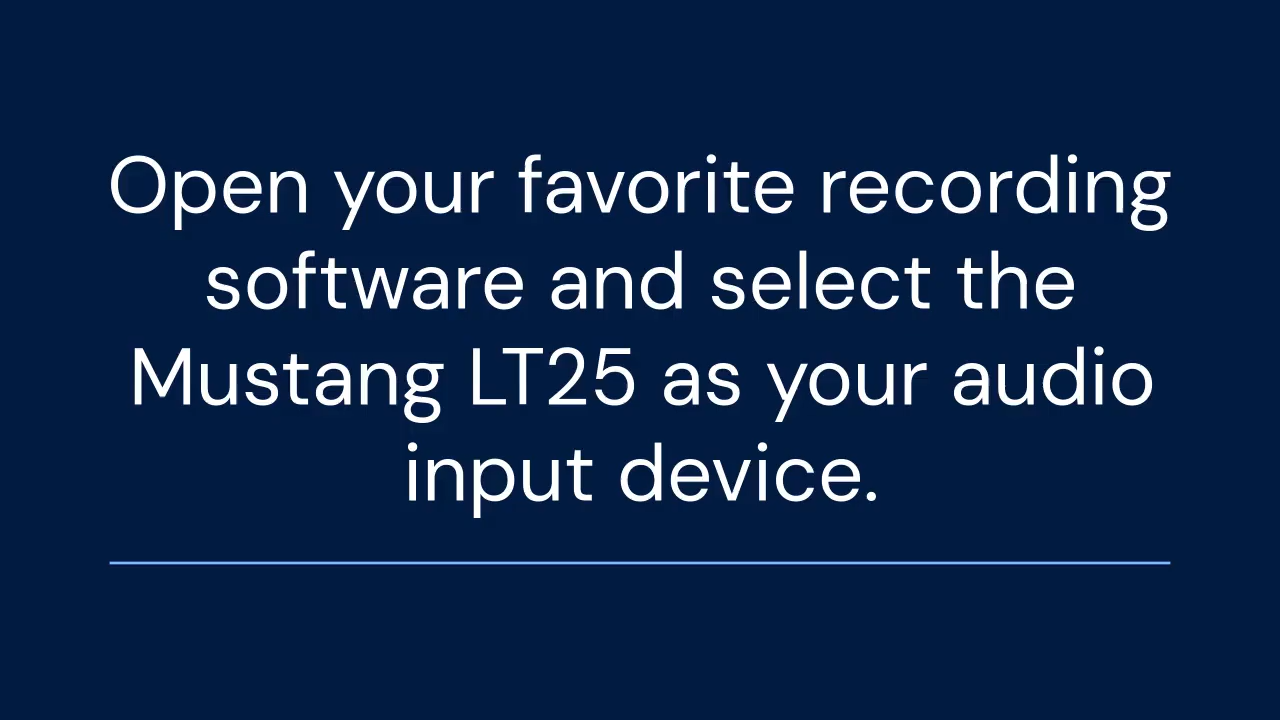 Open your favorite recording
software and select the
Mustang LT25 as your audio
input device.